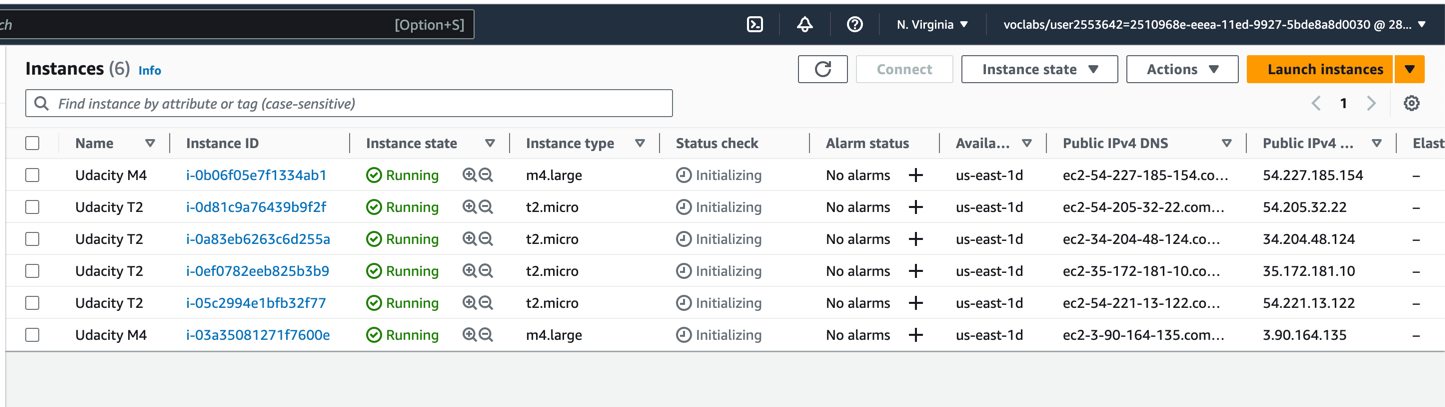 ch [Option+S] N. Virginia voclabs/user2553642=2510968e-eeea-11ed-9927-5bde8a8d0030 @ 28...
Instances (6) Info Connect Instance state Actions Launch instances
Find instance by attribute or tag (case-sensitive) 1
Name Instance ID Instance state Instance type Status check Alarm status Availa... Public IPv4 DNS Public IPv4 ... Elast
Udacity M4 i-0b06f05e7f1334ab1 Running m4.large Initializing No alarms + us-east-1d ec2-54-227-185-154.co... 54.227.185.154 –
Udacity T2 i-0d81c9a76439b9f2f Running t2.micro Initializing No alarms + us-east-1d ec2-54-205-32-22.com... 54.205.32.22 –
Udacity T2 i-0a83eb6263c6d255a Running t2.micro Initializing No alarms + us-east-1d ec2-34-204-48-124.co... 34.204.48.124 –
Udacity T2 i-0ef0782eeb825b3b9 Running t2.micro Initializing No alarms + us-east-1d ec2-35-172-181-10.co... 35.172.181.10 –
Udacity T2 i-05c2994e1bfb32f77 Running t2.micro Initializing No alarms + us-east-1d ec2-54-221-13-122.co... 54.221.13.122 –
Udacity M4 i-03a35081271f7600e Running m4.large Initializing No alarms + us-east-1d ec2-3-90-164-135.com... 3.90.164.135 –